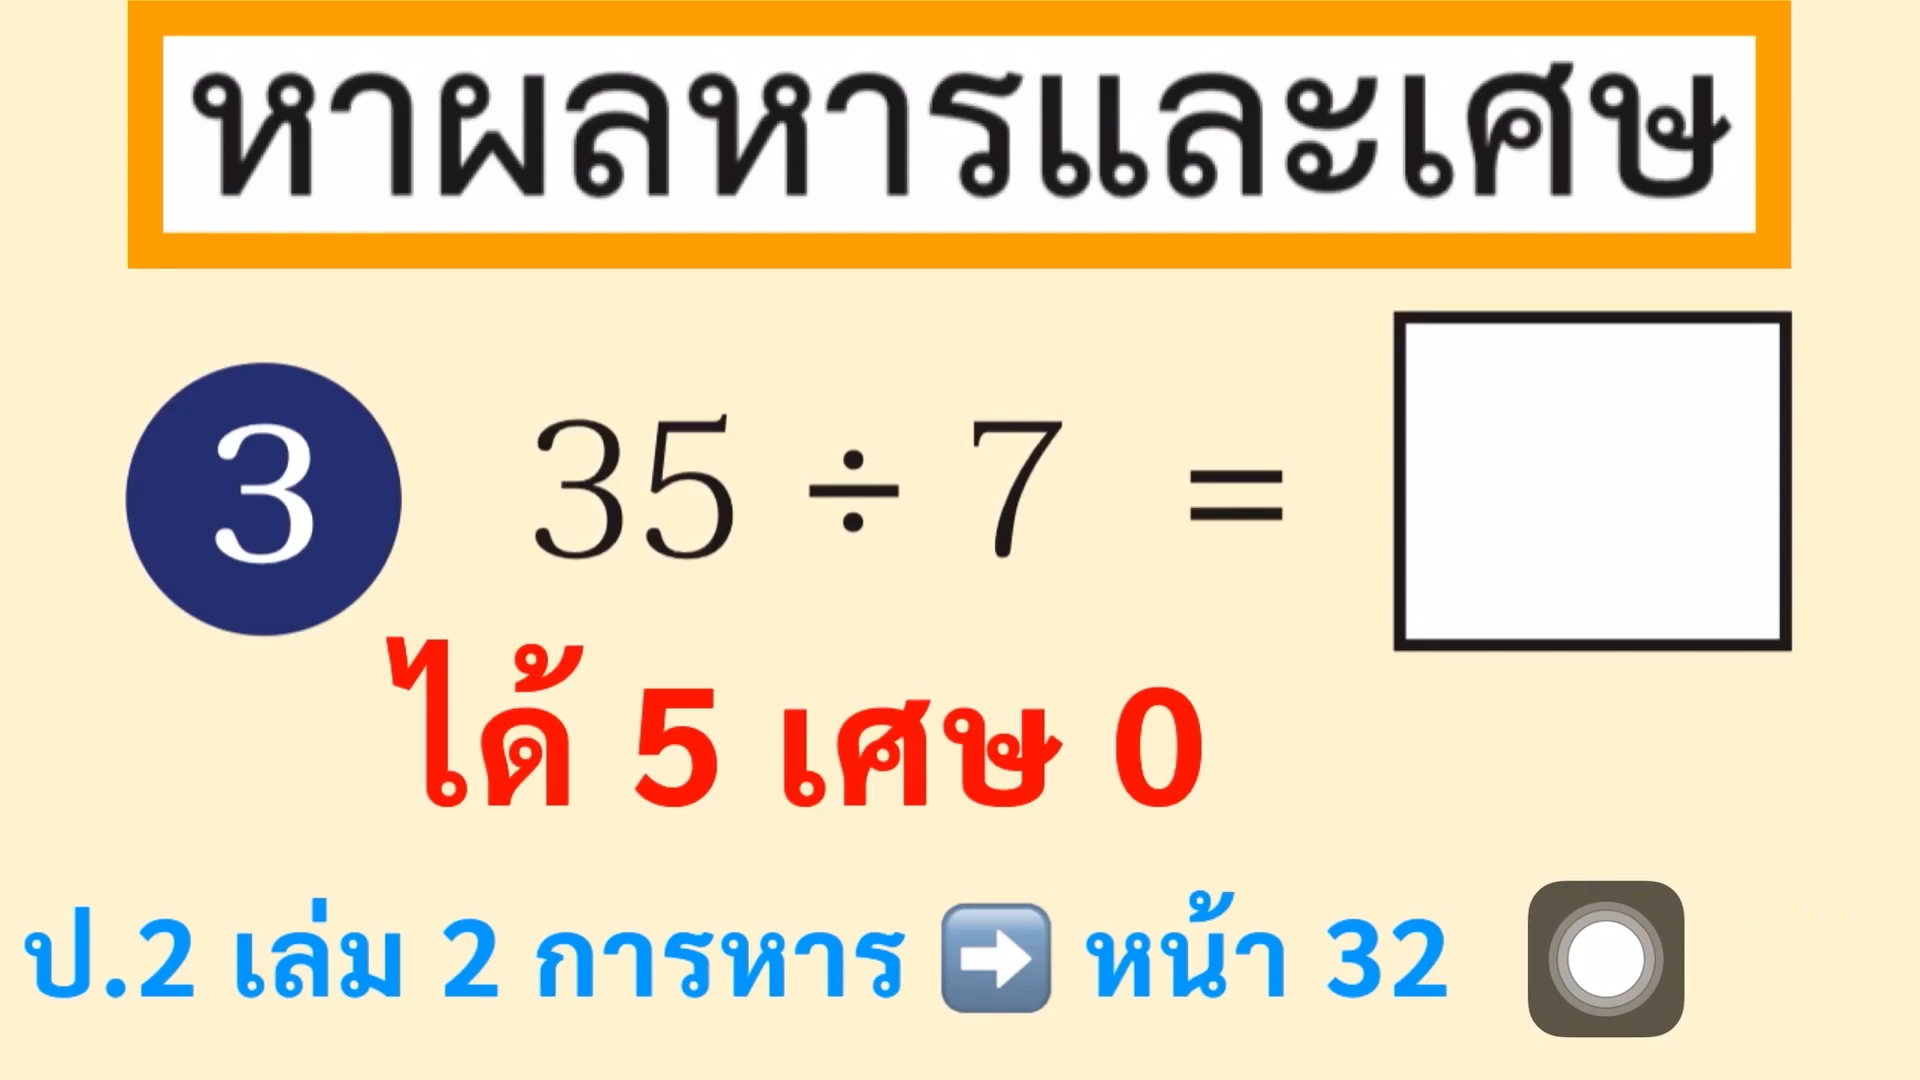 หาผลหารและเศษ
3 35 ÷ 7 =
ได้ 5 เศษ 0
ป.2 เล่ม 2 การหาร ➡️ หน้า 32